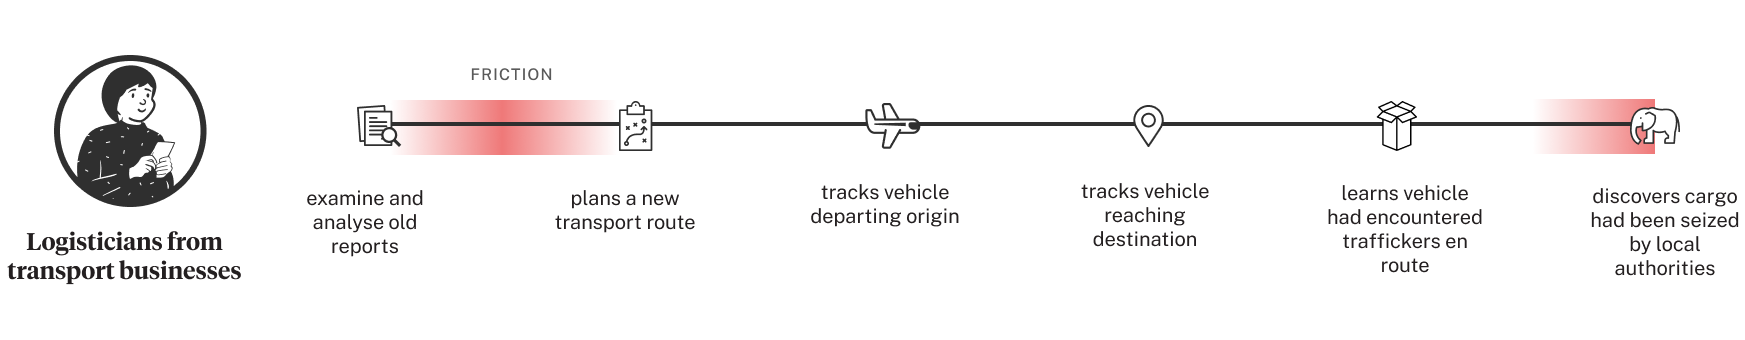 FRICTION
Logisticians from
transport businesses
examine and
analyse old
reports
plans a new
transport route
tracks vehicle
departing origin
tracks vehicle
reaching
destination
learns vehicle
had encountered
traffickers en
route
discovers cargo
had been seized
by local
authorities